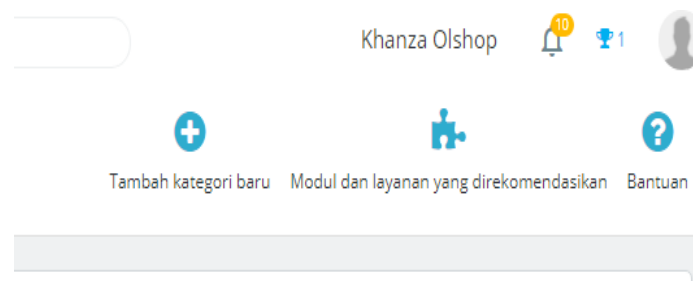 Khanza Olshop 10 1
Tambah kategori baru Modul dan layanan yang direkomendasikan Bantuan